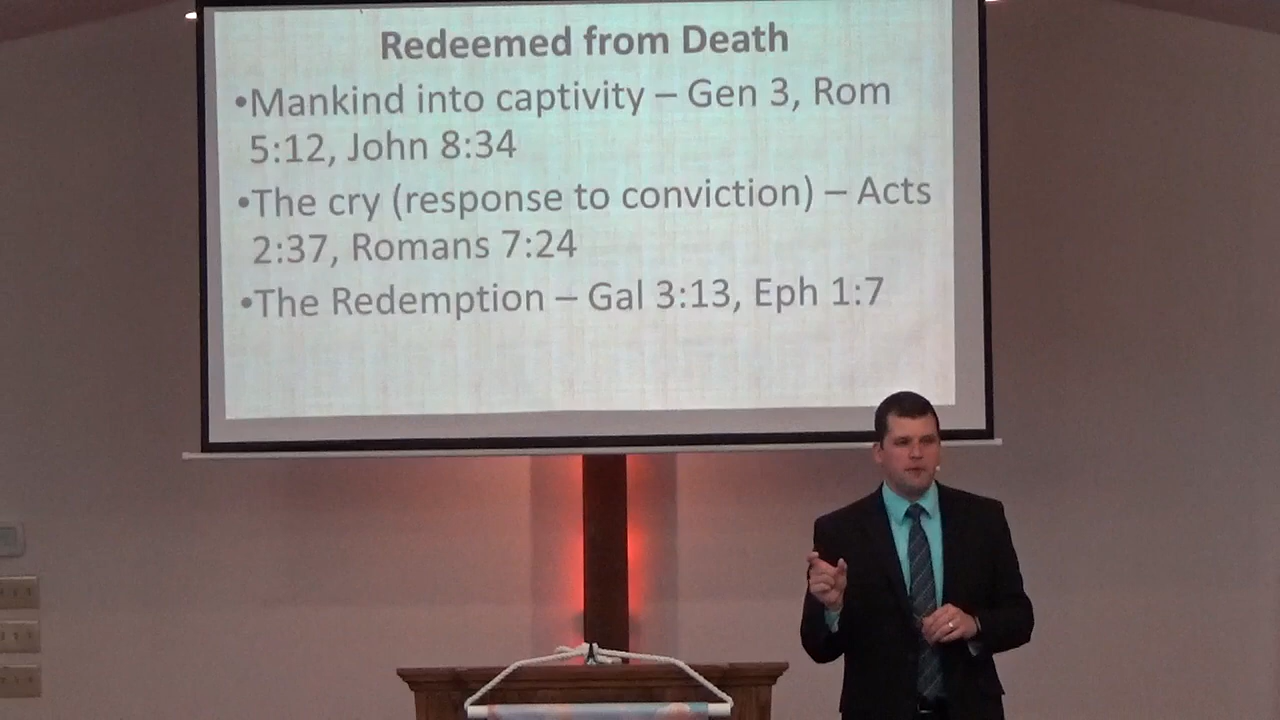 Redeemed from Death
•Mankind into captivity – Gen 3, Rom
5:12, John 8:34
•The cry (response to conviction) – Acts
2:37, Romans 7:24
•The Redemption – Gal 3:13, Eph 1:7